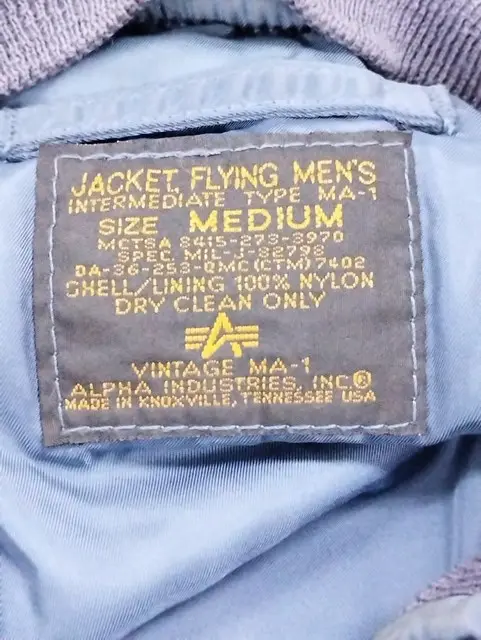 JACKET, FLYING MEN'S
INTERMEDIATE TYPE MA-1
SIZE MEDIUM
MCTSA 8415-273-3970
SPEC. MIL-J-82798
DA-36-253-QMC(CTM)7402
SHELL/LINING 100% NYLON
DRY CLEAN ONLY
VINTAGE MA-1
ALPHA INDUSTRIES, INC.®
MADE IN KNOXVILLE, TENNESSEE USA